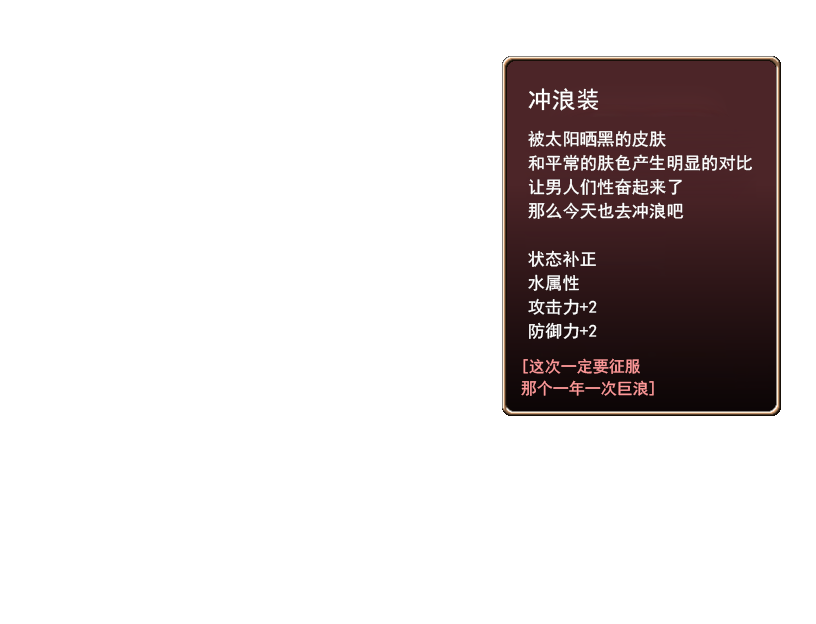 冲浪装
被太阳晒黑的皮肤
和平常的肤色产生明显的对比
让男人们性奋起来了
那么今天也去冲浪吧
状态补正
水属性
攻击力+2
防御力+2
[这次一定要征服
那个一年一次巨浪]